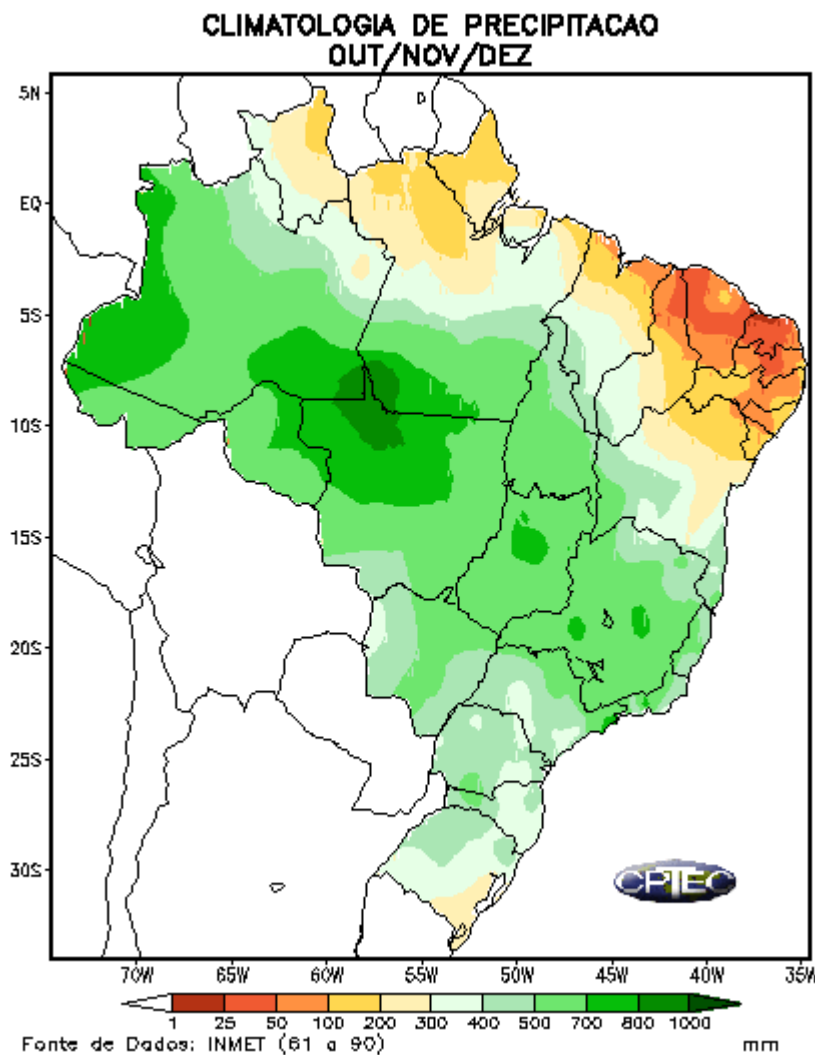 CLIMATOLOGIA DE PRECIPITACAO
OUT/NOV/DEZ
5N
EQ
5S
10S
15S
20S
25S
30S
CPTEC
70W 65W 60W 55W 50W 45W 40W 35W
1 25 50 100 200 300 400 500 700 800 1000
Fonte de Dados: INMET (61 a 90) mm